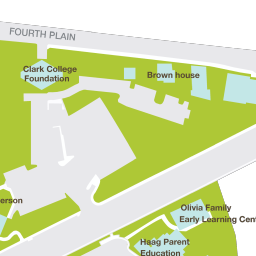 FOURTH PLAIN
Clark College
Foundation
Brown house
erson
Olivia Family
Early Learning Cent
Haag Parent
Education